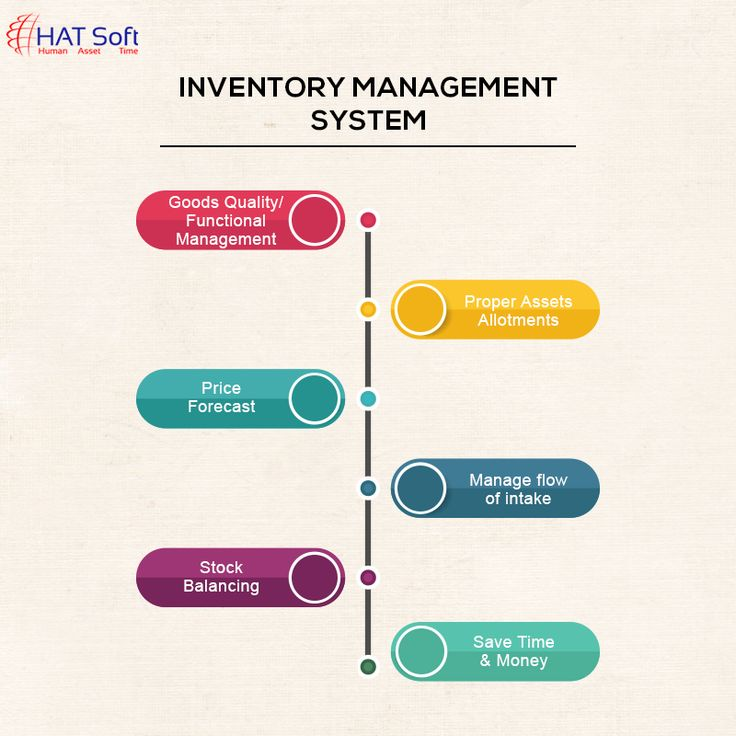 HAT Soft
Human Asset Time
INVENTORY MANAGEMENT
SYSTEM
Goods Quality/
Functional
Management
Proper Assets
Allotments
Price
Forecast
Manage flow
of intake
Stock
Balancing
Save Time
& Money